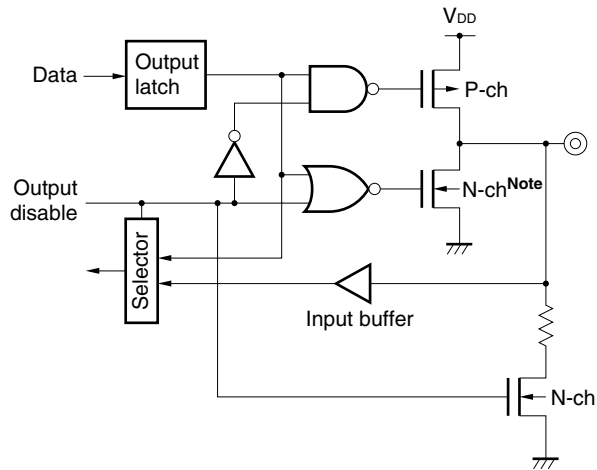 VDD
Data
Output
latch
P-ch
Output
disable
N-chNote
Selector
Input buffer
N-ch